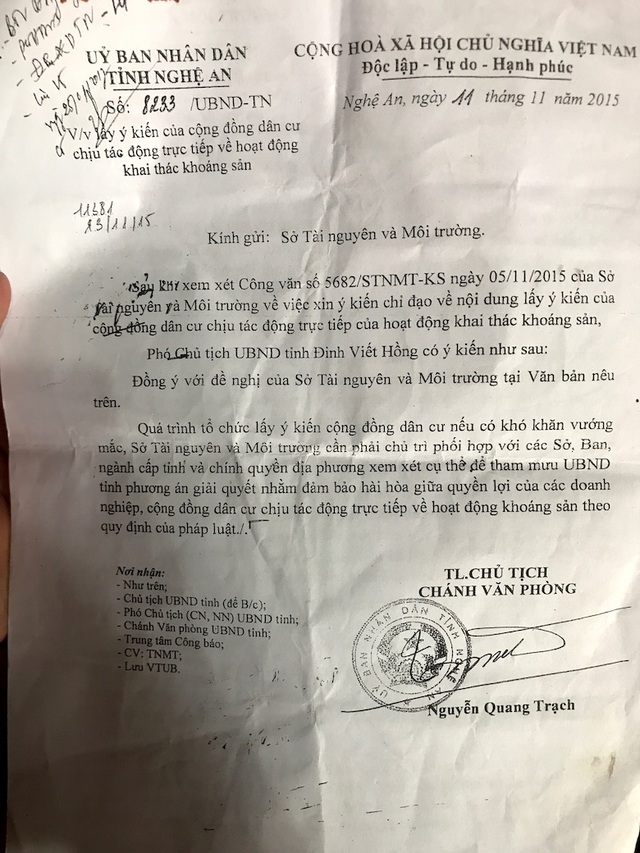 UỶ BAN NHÂN DÂN
TỈNH NGHỆ AN
Số: 8233 /UBND-TN
V/v lấy ý kiến của cộng đồng dân cư
chịu tác động trực tiếp về hoạt động
khai thác khoáng sản
CỘNG HOÀ XÃ HỘI CHỦ NGHĨA VIỆT NAM
Độc lập - Tự do - Hạnh phúc
Nghệ An, ngày 11 tháng 11 năm 2015
11681
23/11/15
Kính gửi: Sở Tài nguyên và Môi trường.
Sau khi xem xét Công văn số 5682/STNMT-KS ngày 05/11/2015 của Sở
Tài nguyên và Môi trường về việc xin ý kiến chỉ đạo về nội dung lấy ý kiến của
cộng đồng dân cư chịu tác động trực tiếp của hoạt động khai thác khoáng sản,
Phó Chủ tịch UBND tỉnh Đinh Viết Hồng có ý kiến như sau:
Đồng ý với đề nghị của Sở Tài nguyên và Môi trường tại Văn bản nêu
trên.
Quá trình tổ chức lấy ý kiến cộng đồng dân cư nếu có khó khăn vướng
mắc, Sở Tài nguyên và Môi trường cần phải chủ trì phối hợp với các Sở, Ban,
ngành cấp tỉnh và chính quyền địa phương xem xét cụ thể để tham mưu UBND
tỉnh phương án giải quyết nhằm đảm bảo hài hòa giữa quyền lợi của các doanh
nghiệp, cộng đồng dân cư chịu tác động trực tiếp về hoạt động khoáng sản theo
quy định của pháp luật./.
Nơi nhận:
- Như trên;
- Chủ tịch UBND tỉnh (để B/c);
- Phó Chủ tịch (CN, NN) UBND tỉnh;
- Chánh Văn phòng UBND tỉnh;
- Trung tâm Công báo;
- CV: TNMT;
- Lưu VTUB.
TL.CHỦ TỊCH
CHÁNH VĂN PHÒNG
UỶ BAN NHÂN DÂN TỈNH NGHỆ AN
Nguyễn Quang Trạch